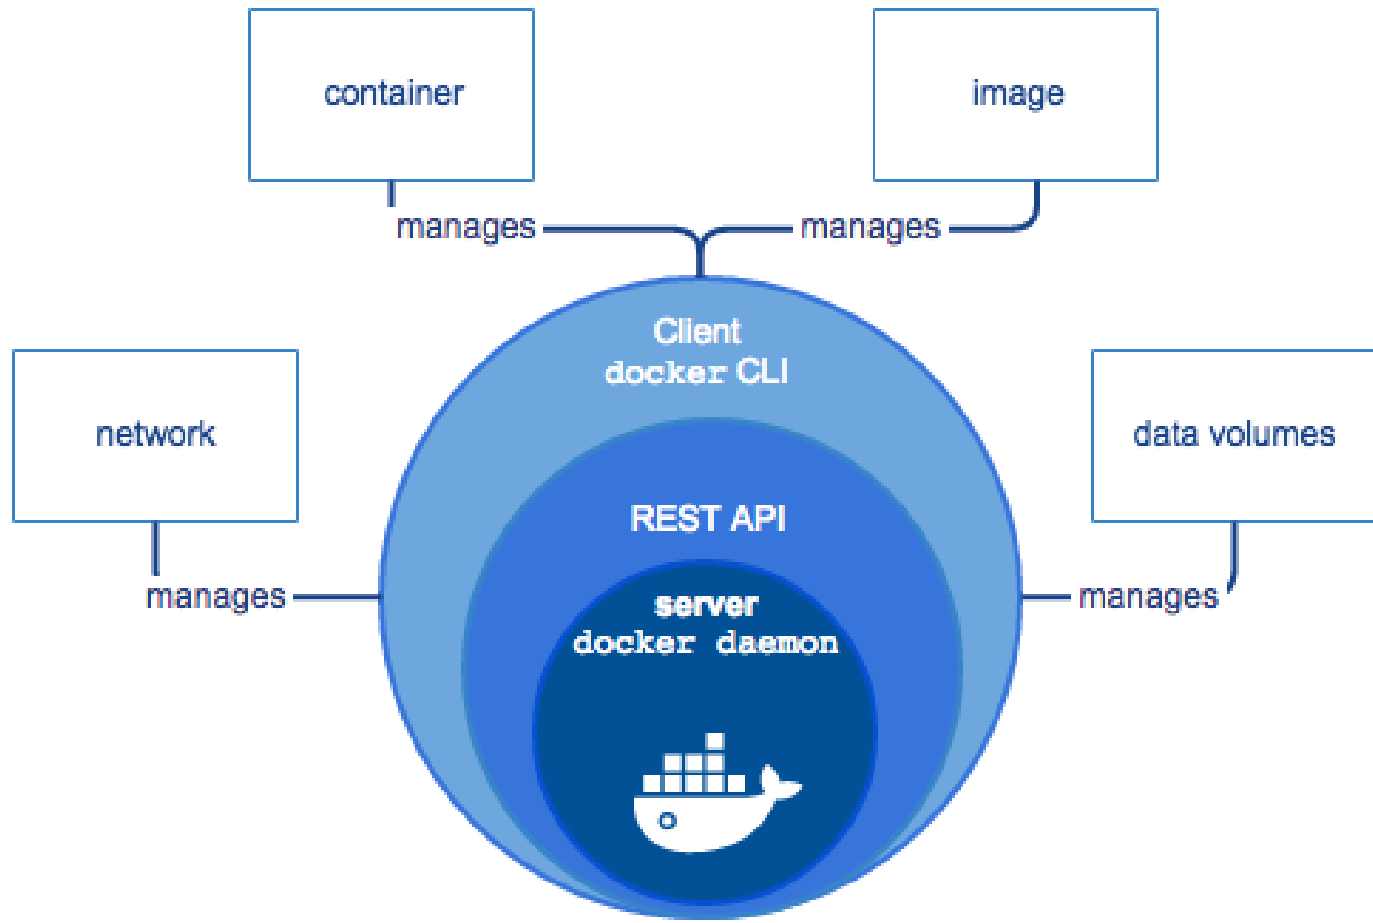 container
image
manages
manages
Client
docker CLI
network
data volumes
REST API
manages
server
docker daemon
manages